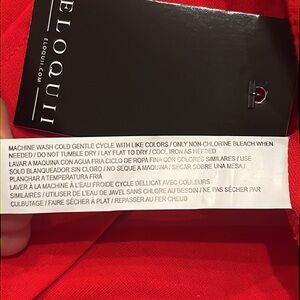 ELOQUII
ELOQUII.COM
MACHINE WASH COLD GENTLE CYCLE WITH LIKE COLORS / ONLY NON-CHLORINE BLEACH WHEN
NEEDED / DO NOT TUMBLE DRY / LAY FLAT TO DRY / COOL IRON AS NEEDED
LAVAR A MAQUINA CON AGUA FRIA CICLO DE ROPA FINA CON COLORES SIMILARES / USE
SOLO BLANQUEADOR SIN CLORO / NO SEQUE A MAQUINA / SECAR SOBRE UNA MESA /
PLANCHAR A TEMPERATURA FRIA
LAVER À LA MACHINE À L'EAU FROIDE CYCLE DÉLLICAT AVEC COULEURS
SIMILAIRES / UTILISER DE L'EAU DE JAVEL SANS CHLORE AU BESOIN / NE PAS SÉCHER PAR
CULBUTAGE / FAIRE SÉCHER À PLAT / REPASSER AU FER CHAUD